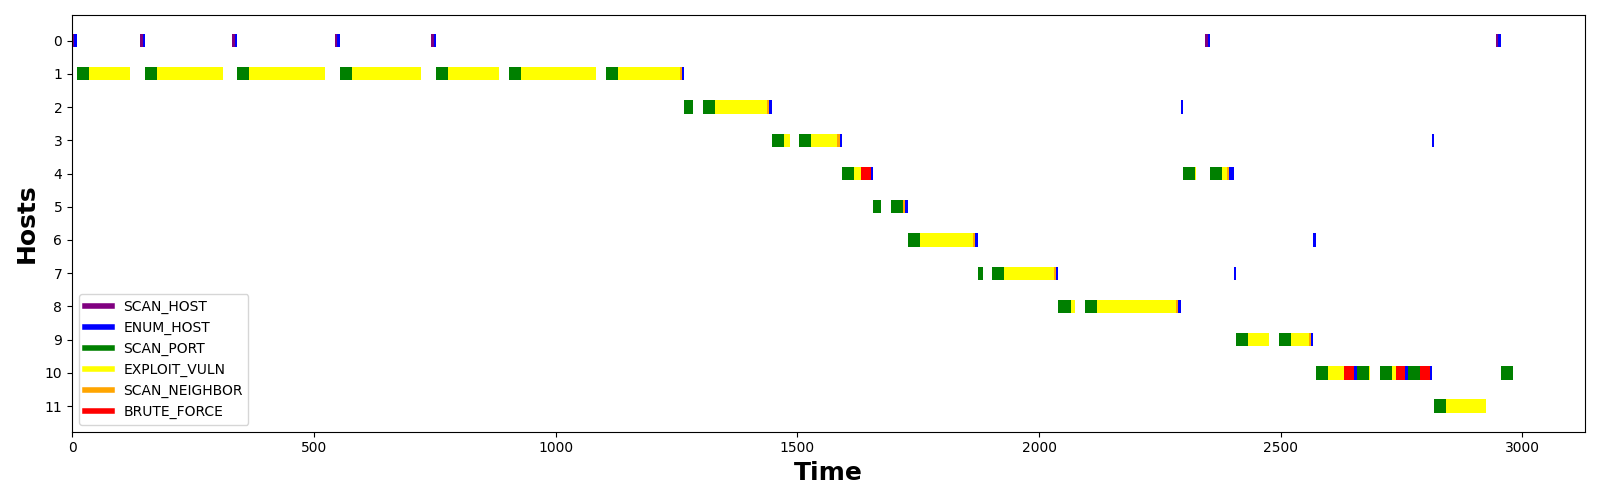 Hosts
0
1
2
3
4
5
6
7
8
9
10
11
SCAN_HOST
ENUM_HOST
SCAN_PORT
EXPLOIT_VULN
SCAN_NEIGHBOR
BRUTE_FORCE
0 500 1000 1500 2000 2500 3000
Time